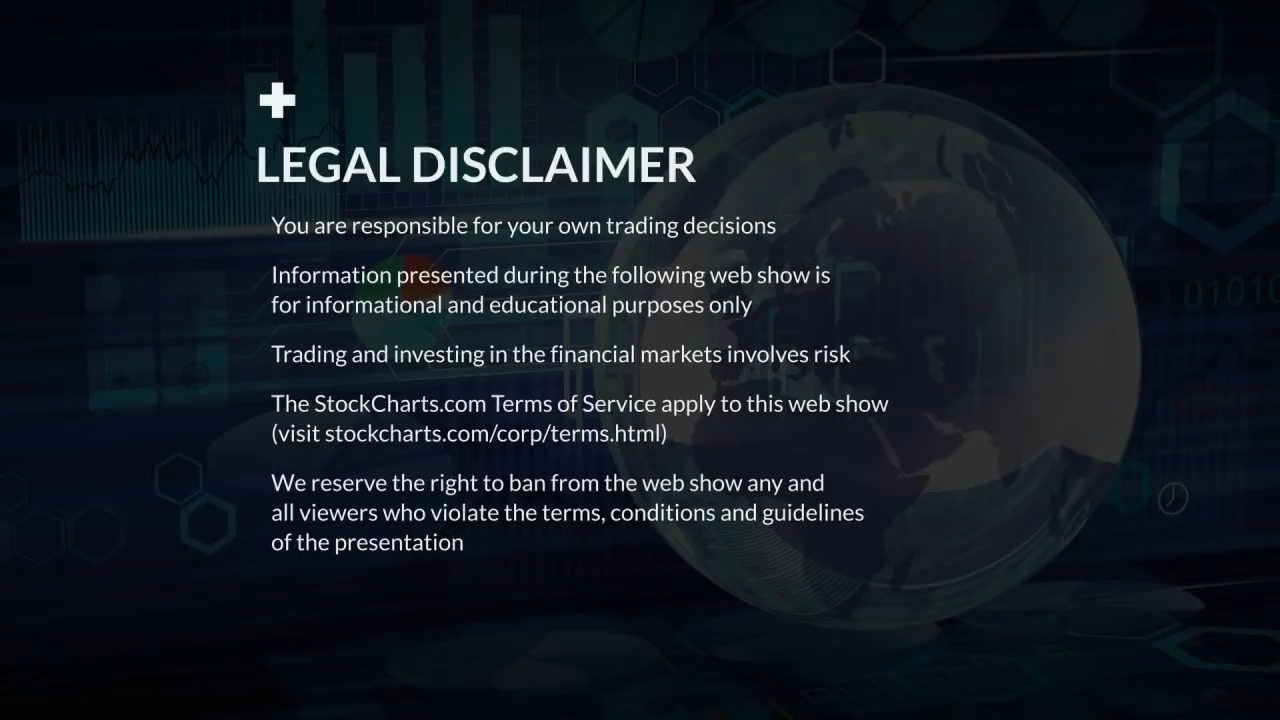 LEGAL DISCLAIMER
You are responsible for your own trading decisions
Information presented during the following web show is
for informational and educational purposes only
Trading and investing in the financial markets involves risk
The StockCharts.com Terms of Service apply to this web show
(visit stockcharts.com/corp/terms.html)
We reserve the right to ban from the web show any and
all viewers who violate the terms, conditions and guidelines
of the presentation
01010